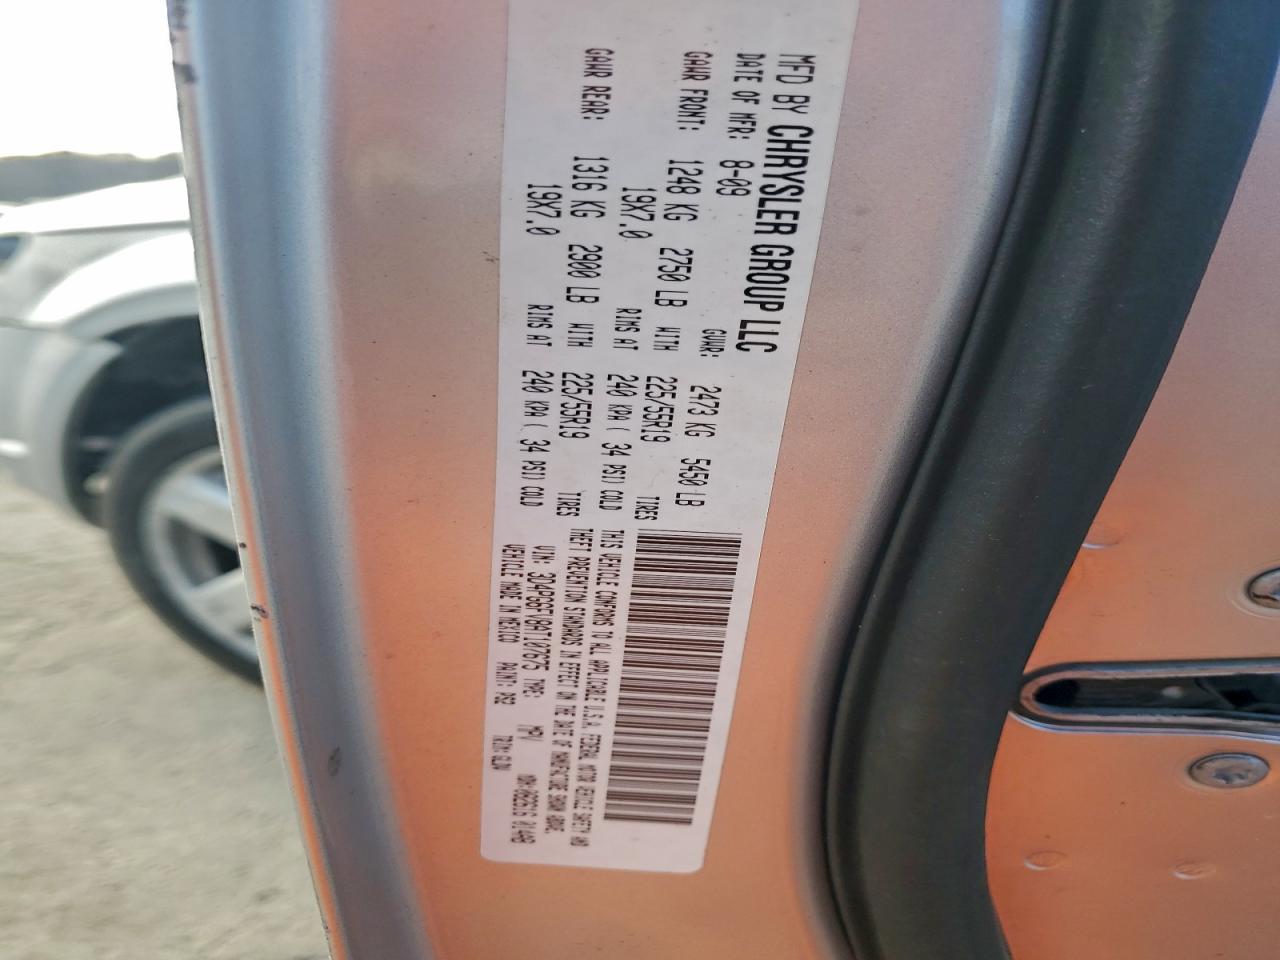 MFD BY CHRYSLER GROUP LLC
DATE OF MFR: 8-09 GVWR: 2473 KG 5450 LB
GAWR FRONT: 1248 KG 2750 LB WITH 225/55R19 TIRES
19X7.0 RIMS AT 240 KPA ( 34 PSI) COLD
GAWR REAR: 1316 KG 2900 LB WITH 225/55R19 TIRES
19X7.0 RIMS AT 240 KPA ( 34 PSI) COLD
THIS VEHICLE CONFORMS TO ALL APPLICABLE U.S.A. FEDERAL MOTOR VEHICLE SAFETY AND
THEFT PREVENTION STANDARDS IN EFFECT ON THE DATE OF MANUFACTURE SHOWN ABOVE.
VIN: 3D4PG6FV8AT107675 TYPE: MPV
VEHICLE MADE IN MEXICO PAINT: PS2